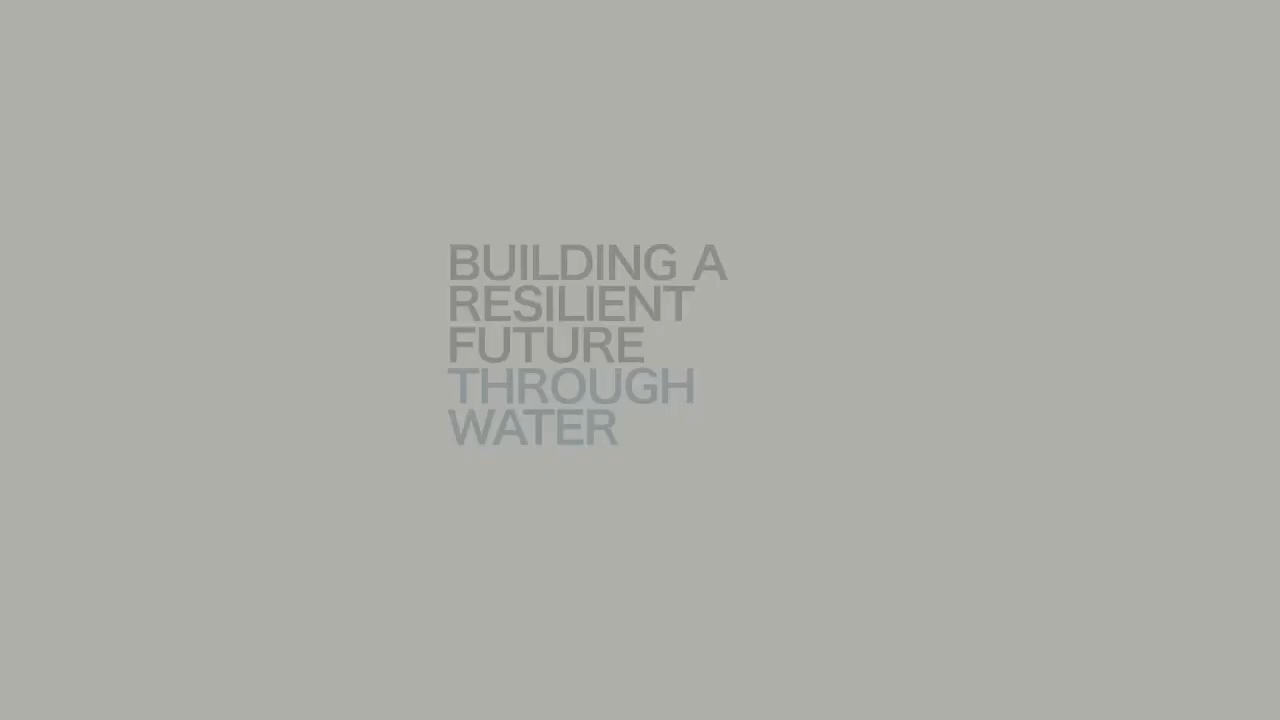 BUILDING A
RESILIENT
FUTURE
THROUGH
WATER